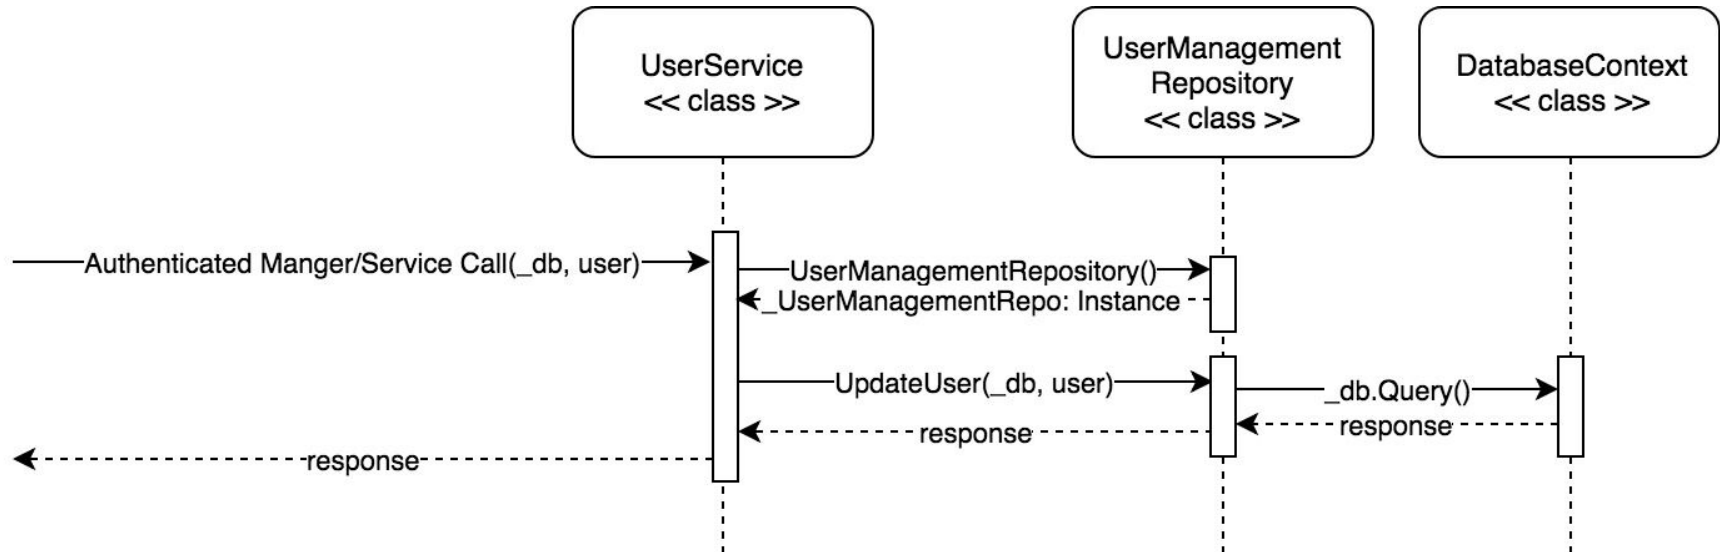 UserService
<< class >>
UserManagement
Repository
<< class >>
DatabaseContext
<< class >>
Authenticated Manger/Service Call(_db, user)
UserManagementRepository()
_UserManagementRepo: Instance
UpdateUser(_db, user)
_db.Query()
response
response
response